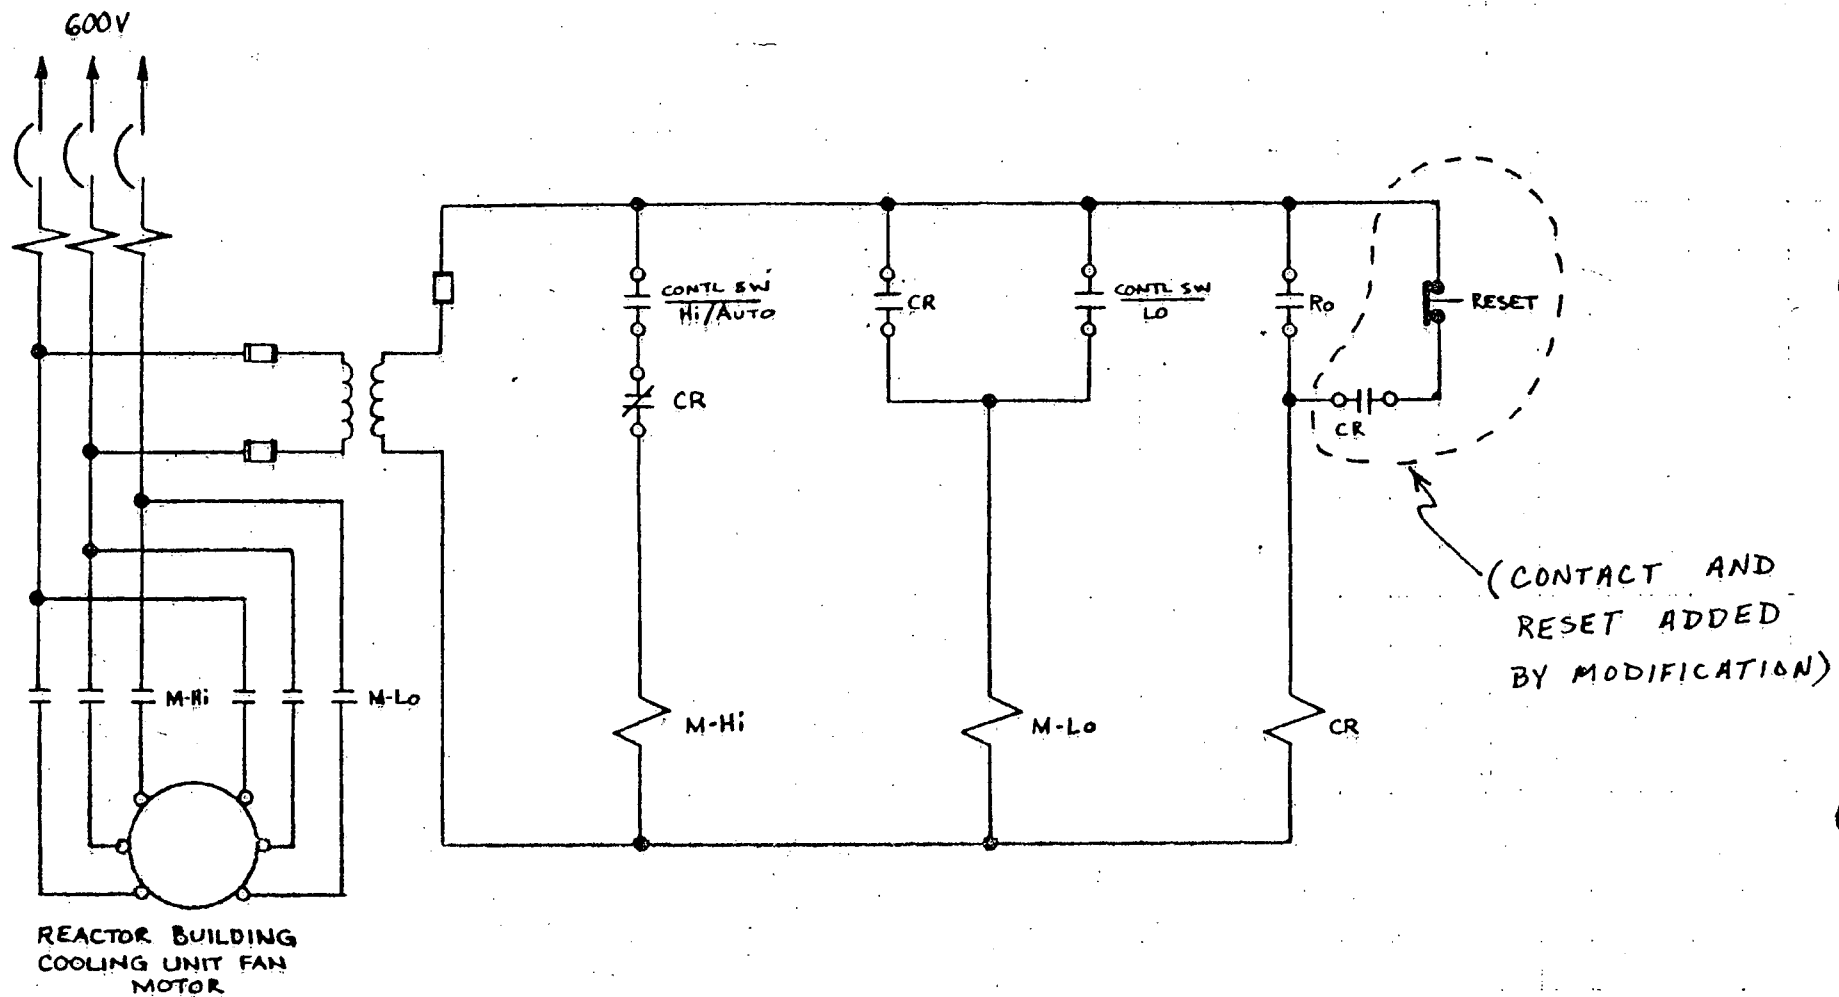 600V
CONTL SW
Hi/AUTO
CR
CR
CONTL SW
LO
Ro
RESET
CR
(CONTACT AND
RESET ADDED
BY MODIFICATION)
M-Hi
M-Lo
M-Hi
M-Lo
CR
REACTOR BUILDING
COOLING UNIT FAN
MOTOR